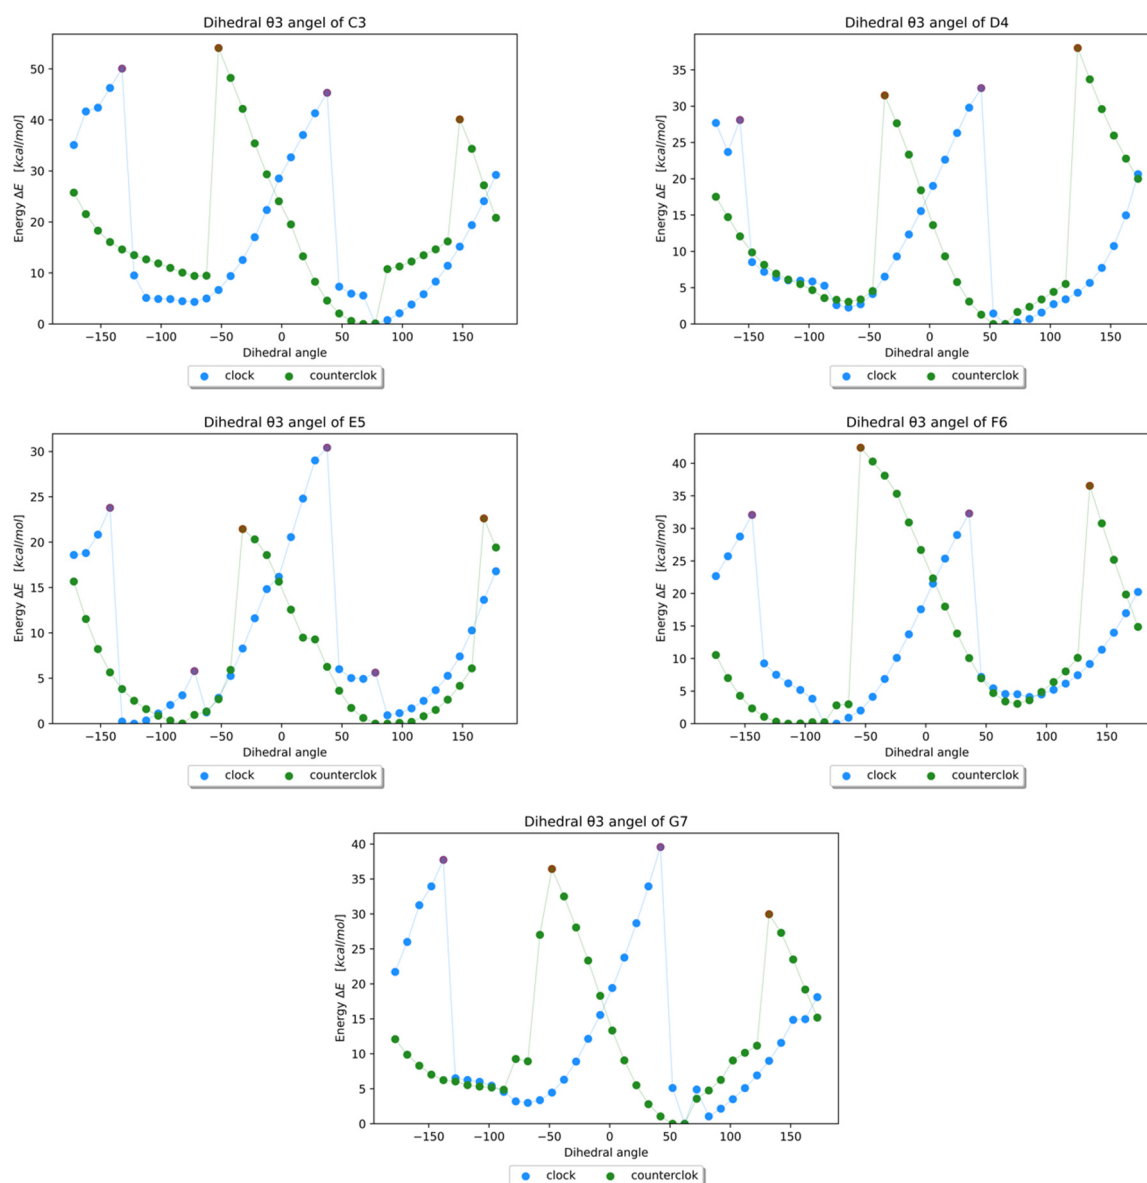 Dihedral θ3 angel of C3
Energy ΔE [kcal/mol]
50
40
30
20
10
0
−150 −100 −50 0 50 100 150
Dihedral angle
clock counterclok
Dihedral θ3 angel of D4
Energy ΔE [kcal/mol]
35
30
25
20
15
10
5
0
−150 −100 −50 0 50 100 150
Dihedral angle
clock counterclok
Dihedral θ3 angel of E5
Energy ΔE [kcal/mol]
30
25
20
15
10
5
0
−150 −100 −50 0 50 100 150
Dihedral angle
clock counterclok
Dihedral θ3 angel of F6
Energy ΔE [kcal/mol]
40
35
30
25
20
15
10
5
0
−150 −100 −50 0 50 100 150
Dihedral angle
clock counterclok
Dihedral θ3 angel of G7
Energy ΔE [kcal/mol]
40
35
30
25
20
15
10
5
0
−150 −100 −50 0 50 100 150
Dihedral angle
clock counterclok